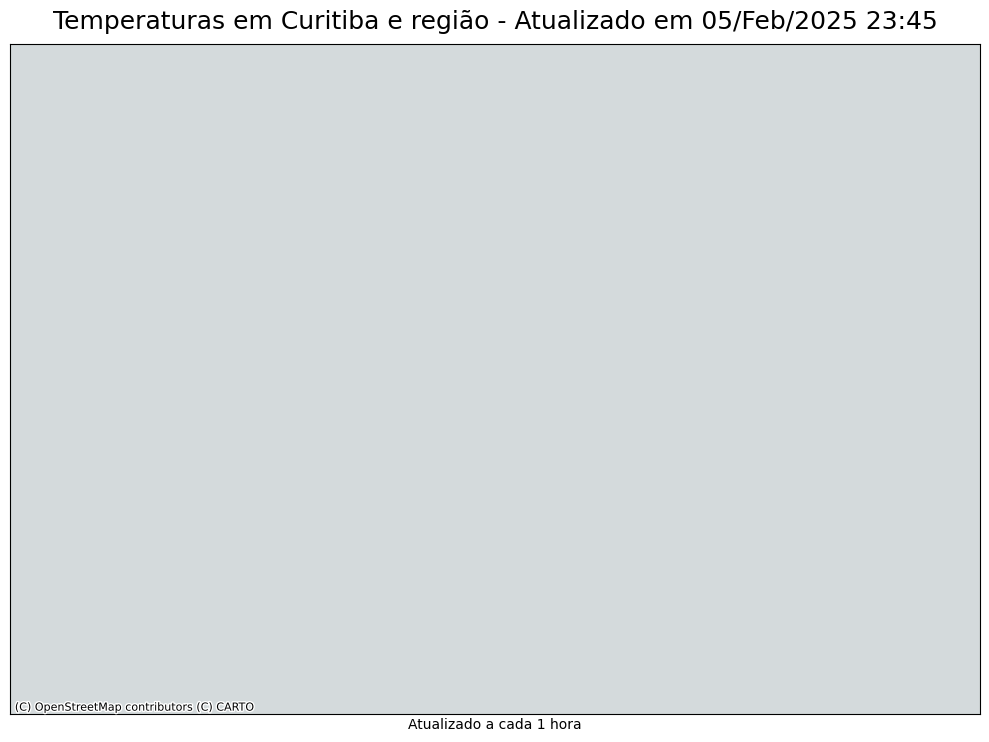 Temperaturas em Curitiba e região - Atualizado em 05/Feb/2025 23:45
(C) OpenStreetMap contributors (C) CARTO
Atualizado a cada 1 hora